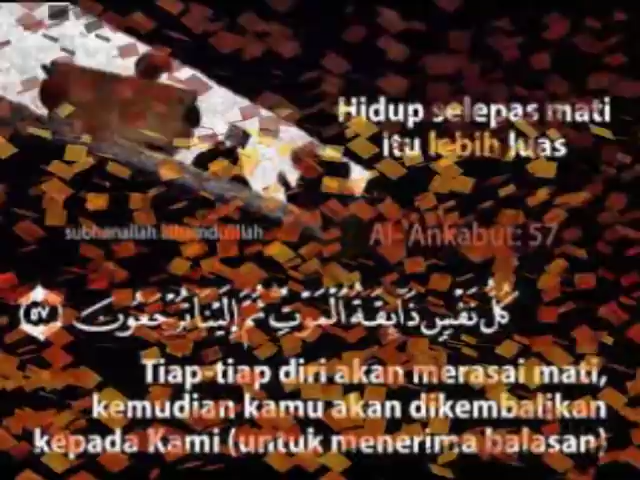 Hidup selepas mati
itu lebih luas
subhanallah alhamdulillah
Al-'Ankabut: 57
كُلُّ نَفْسٍ ذَائِقَةُ الْمَوْتِ ثُمَّ إِلَيْنَا تُرْجَعُونَ ٥٧
Tiap-tiap diri akan merasai mati,
kemudian kamu akan dikembalikan
kepada Kami (untuk menerima balasan)